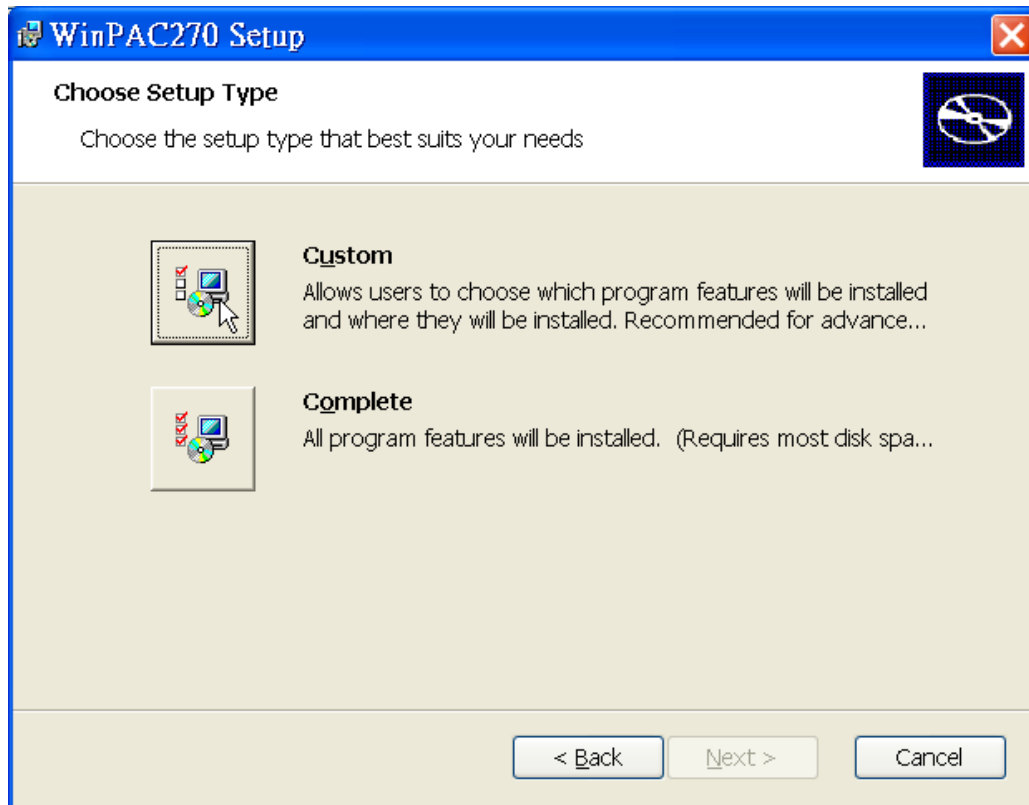 WinPAC270 Setup
Choose Setup Type
Choose the setup type that best suits your needs
Custom
Allows users to choose which program features will be installed
and where they will be installed. Recommended for advance...
Complete
All program features will be installed.  (Requires most disk spa...
< Back
Next >
Cancel